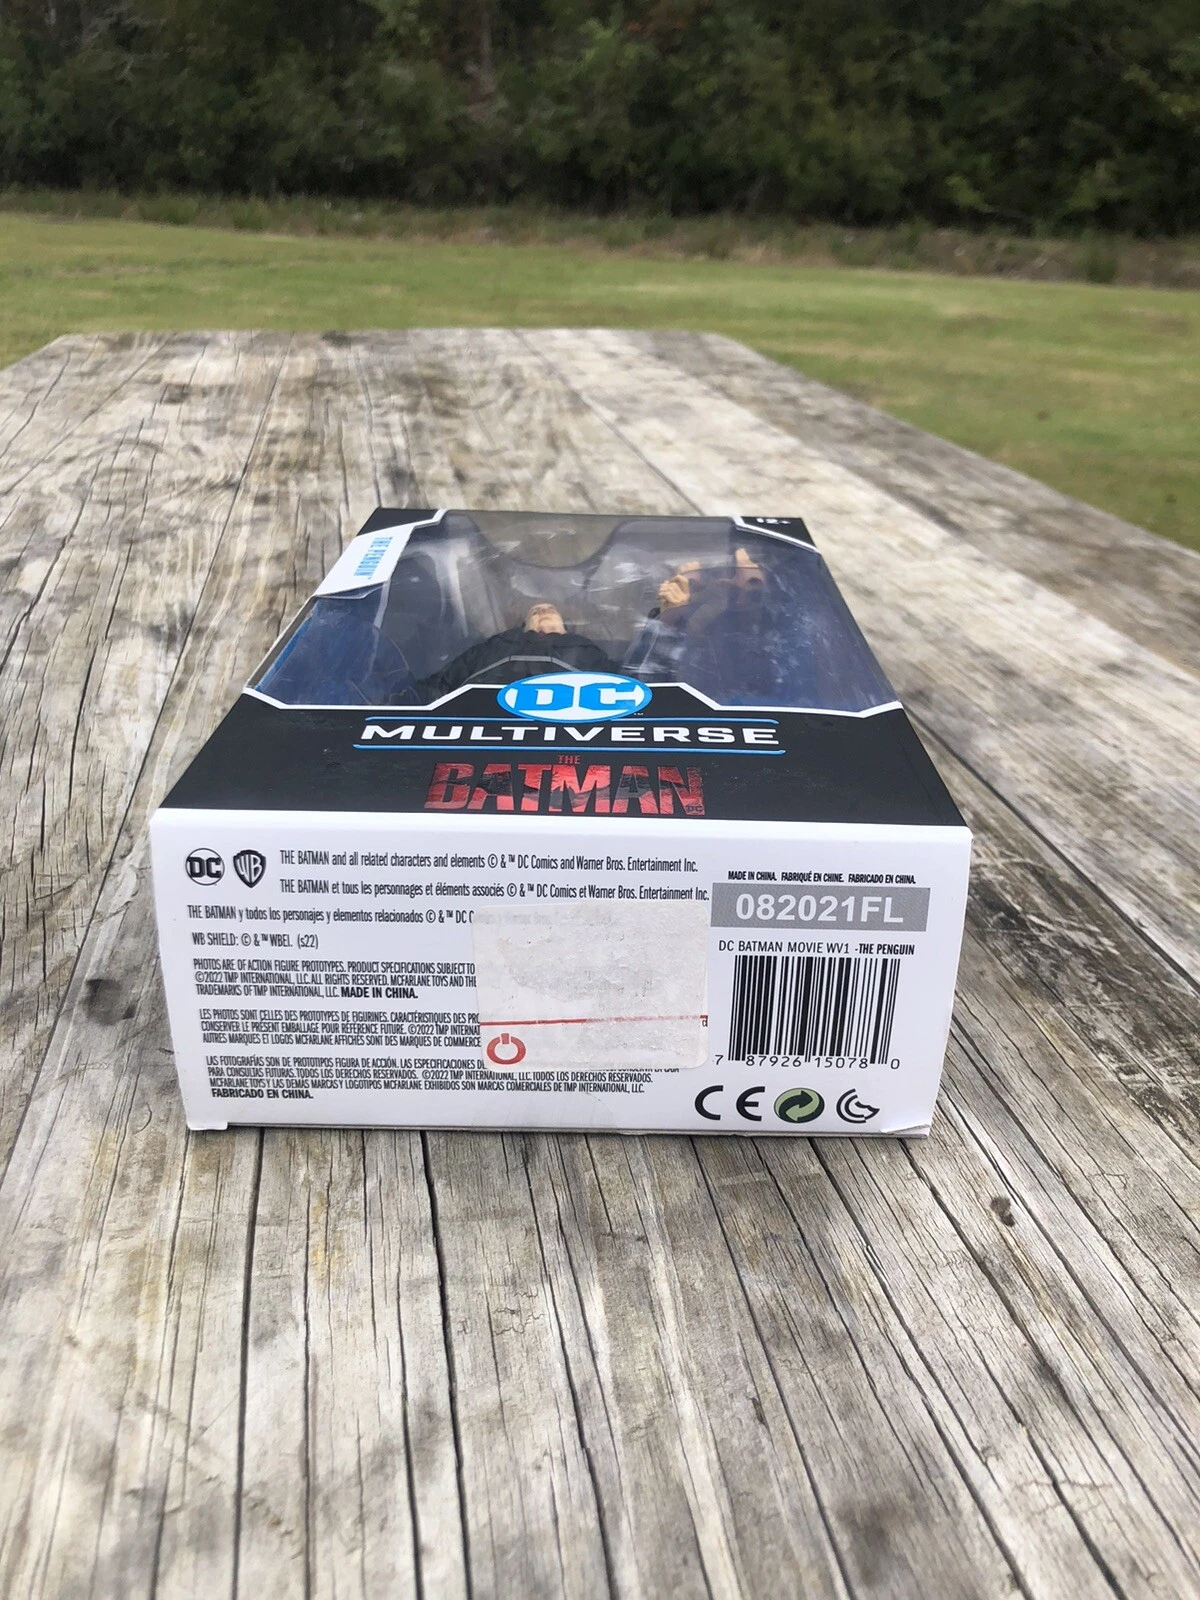 12+
THE PENGUIN™
DC
MULTIVERSE
THE
BATMAN
DC
DC WB THE BATMAN and all related characters and elements © & ™ DC Comics and Warner Bros. Entertainment Inc.
THE BATMAN et tous les personnages et éléments associés © & ™ DC Comics et Warner Bros. Entertainment Inc.
THE BATMAN y todos los personajes y elementos relacionados © & ™ DC C
WB SHIELD: © & ™ WBEI. (s22)
PHOTOS ARE OF ACTION FIGURE PROTOTYPES. PRODUCT SPECIFICATIONS SUBJECT TO
©2022 TMP INTERNATIONAL, LLC. ALL RIGHTS RESERVED. MCFARLANE TOYS AND THE
TRADEMARKS OF TMP INTERNATIONAL, LLC. MADE IN CHINA.
LES PHOTOS SONT CELLES DES PROTOTYPES DE FIGURINES. CARACTÉRISTIQUES DES PRO
CONSERVER LE PRÉSENT EMBALLAGE POUR RÉFÉRENCE FUTURE. ©2022 TMP INTERNA
AUTRES MARQUES ET LOGOS MCFARLANE AFFICHÉS SONT DES MARQUES DE COMMERCE
LAS FOTOGRAFÍAS SON DE PROTOTIPOS FIGURA DE ACCIÓN. LAS ESPECIFICACIONES DE
PARA CONSULTAS FUTURAS. TODOS LOS DERECHOS RESERVADOS. ©2022 TMP INTERNATIONAL, LLC. TODOS LOS DERECHOS RESERVADOS.
MCFARLANE TOYS Y LAS DEMÁS MARCAS Y LOGOTIPOS MCFARLANE EXHIBIDOS SON MARCAS COMERCIALES DE TMP INTERNATIONAL, LLC.
FABRICADO EN CHINA.
MADE IN CHINA. FABRIQUÉ EN CHINE. FABRICADO EN CHINA.
082021FL
DC BATMAN MOVIE WV1 -THE PENGUIN
7 87926 15078 0
CE